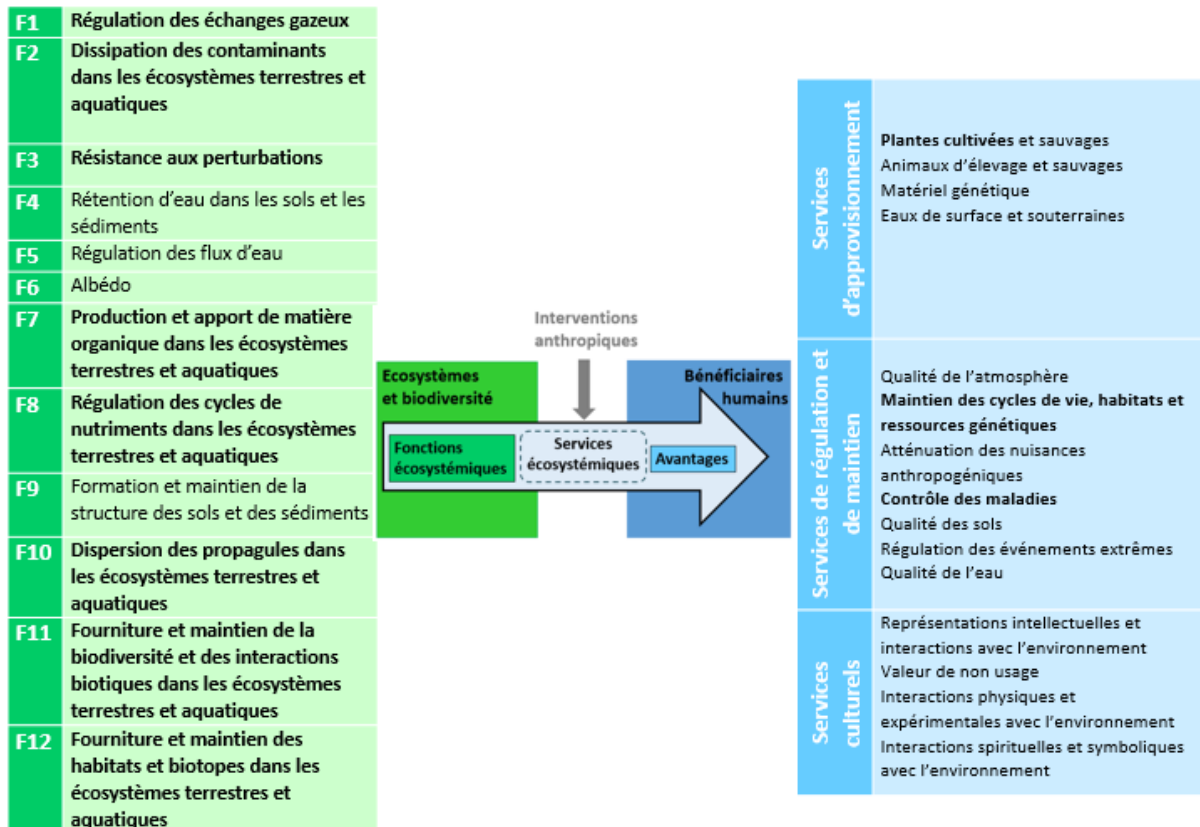 F1 Régulation des échanges gazeux
F2 Dissipation des contaminants
dans les écosystèmes terrestres et
aquatiques
F3 Résistance aux perturbations
F4 Rétention d'eau dans les sols et les
sédiments
F5 Régulation des flux d'eau
F6 Albédo
F7 Production et apport de matière
organique dans les écosystèmes
terrestres et aquatiques
F8 Régulation des cycles de
nutriments dans les écosystèmes
terrestres et aquatiques
F9 Formation et maintien de la
structure des sols et des sédiments
F10 Dispersion des propagules dans
les écosystèmes terrestres et
aquatiques
F11 Fourniture et maintien de la
biodiversité et des interactions
biotiques dans les écosystèmes
terrestres et aquatiques
F12 Fourniture et maintien des
habitats et biotopes dans les
écosystèmes terrestres et
aquatiques
Interventions
anthropiques
Ecosystèmes
et biodiversité
Bénéficiaires
humains
Fonctions
écosystémiques
Services
écosystémiques
Avantages
Services
d'approvisionnement
Plantes cultivées et sauvages
Animaux d'élevage et sauvages
Matériel génétique
Eaux de surface et souterraines
Services de régulation et
de maintien
Qualité de l'atmosphère
Maintien des cycles de vie, habitats et
ressources génétiques
Atténuation des nuisances
anthropogéniques
Contrôle des maladies
Qualité des sols
Régulation des événements extrêmes
Qualité de l'eau
Services
culturels
Représentations intellectuelles et
interactions avec l'environnement
Valeur de non usage
Interactions physiques et
expérimentales avec l'environnement
Interactions spirituelles et symboliques
avec l'environnement